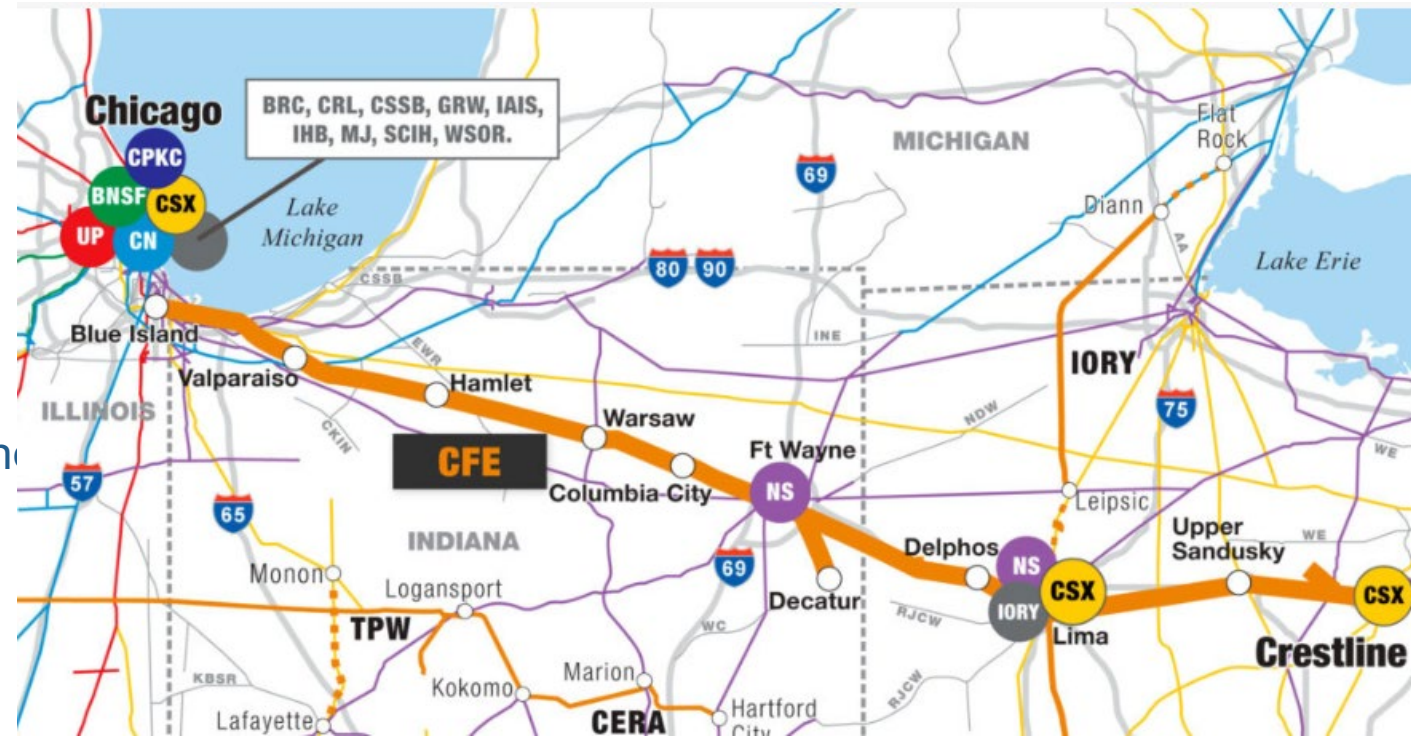 Chicago
CPKC
BNSF
CSX
UP
CN
BRC, CRL, CSSB, GRW, IAIS,
IHB, MJ, SCIH, WSOR.
Lake
Michigan
MICHIGAN
69
80
90
Flat
Rock
Diann
AA
Lake Erie
CSSB
Blue Island
Valparaiso
EWR
Hamlet
INE
IORY
75
ILLINOIS
CKIN
Warsaw
NDW
WE
CFE
Columbia City
Ft Wayne
NS
57
65
Leipsic
INDIANA
69
Delphos
NS
CSX
IORY
Lima
Upper
Sandusky
WE
CSX
Crestline
Decatur
Monon
Logansport
TPW
WC
RJCW
RJCW
KBSR
Kokomo
Marion
CERA
Lafayette
Hartford
City